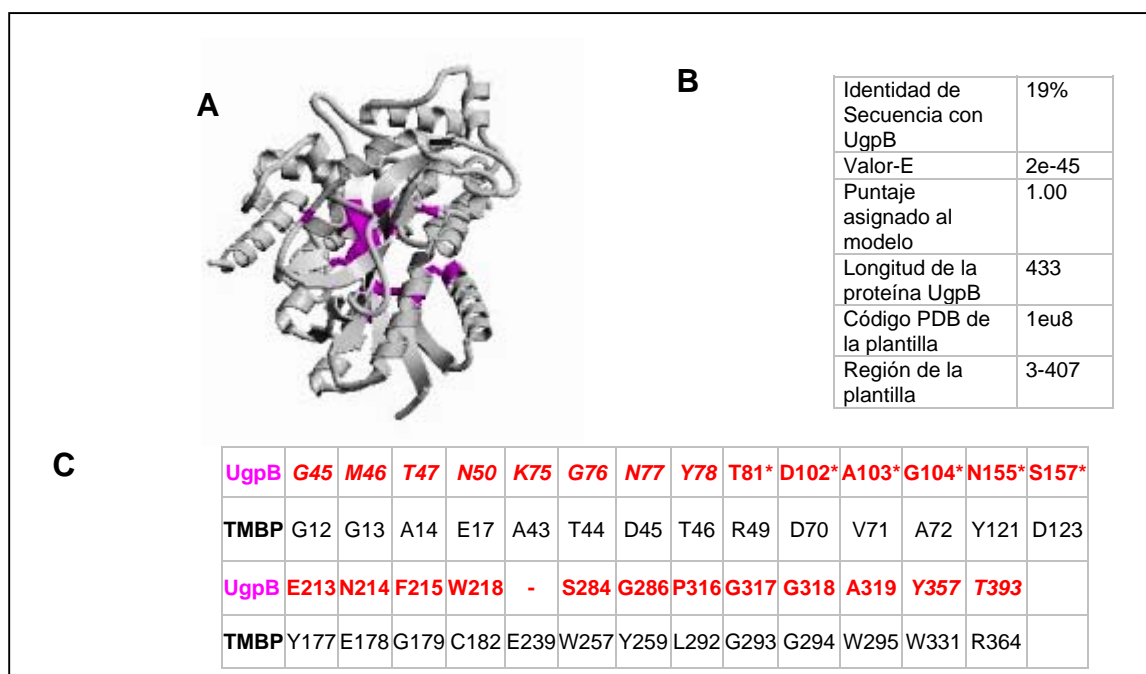 A
B
Identidad de Secuencia con UgpB 19%
Valor-E 2e-45
Puntaje asignado al modelo 1.00
Longitud de la proteína UgpB 433
Código PDB de la plantilla 1eu8
Región de la plantilla 3-407
C
UgpB G45 M46 T47 N50 K75 G76 N77 Y78 T81* D102* A103* G104* N155* S157*
TMBP G12 G13 A14 E17 A43 T44 D45 T46 R49 D70 V71 A72 Y121 D123
UgpB E213 N214 F215 W218 - S284 G286 P316 G317 G318 A319 Y357 T393
TMBP Y177 E178 G179 C182 E239 W257 Y259 L292 G293 G294 W295 W331 R364